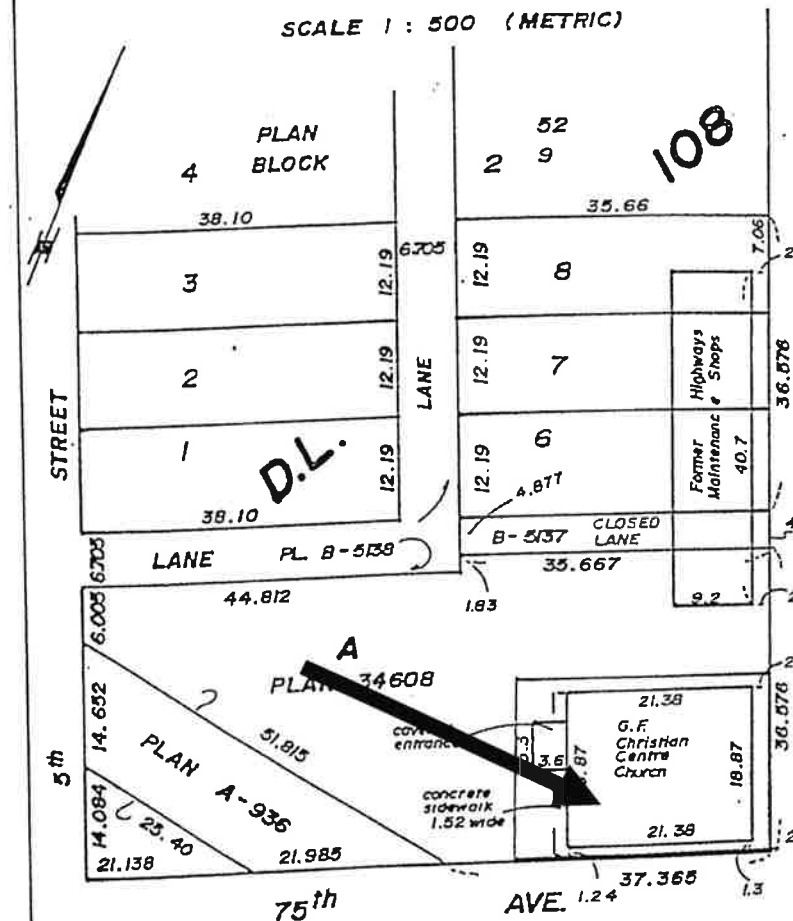 SCALE 1 : 500 (METRIC)
PLAN
BLOCK
4
52
2 9
108
38.10
35.66
7.06
3
12.19
6.705
12.19
8
2
2
12.19
LANE
12.19
7
Former Highways
Maintenance Shops
40.7
36.576
STREET
1
D.L.
12.19
12.19
6
4.877
38.10
B-5137
CLOSED
LANE
4
6.705
LANE
PL. B-5138
35.667
1.83
9.2
2
44.812
6.005
A
PLAN 34608
2
21.38
14.652
51.815
covered
entrance
3.6
G.F.
Christian
Centre
Church
18.87
36.576
PLAN A-936
concrete
sidewalk
1.52 wide
5th
14.084
25.40
21.38
2
21.138
21.985
1.24
37.365
1.3
75th
AVE.